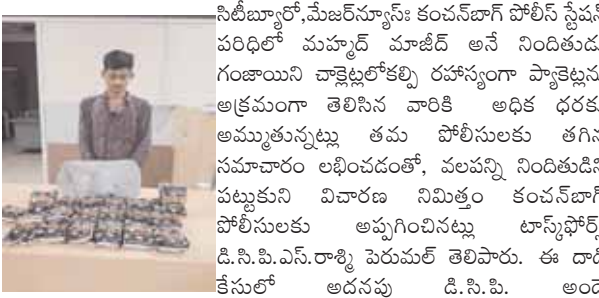 సిటీబ్యూరో,మేజర్‌న్యూస్ః కంచన్‌బాగ్ పోలీస్ స్టేషన్
పరిధిలో మహ్మద్ మాజీద్ అనే నిందితుడు
గంజాయిని చాక్లెట్లలోకల్పి రహస్యంగా ప్యాకెట్లను
అక్రమంగా తెలిసిన వారికి అధిక ధరకు
అమ్ముతున్నట్లు తమ పోలీసులకు తగిన
సమాచారం లభించడంతో, వలపన్ని నిందితుడిని
పట్టుకుని విచారణ నిమిత్తం కంచన్‌బాగ్
పోలీసులకు అప్పగించినట్లు టాస్క్‌ఫోర్స్
డి.సి.పి.ఎస్.రాశ్మి పెరుమల్ తెలిపారు. ఈ దాడి
కేసులో అదనపు డి.సి.పి.